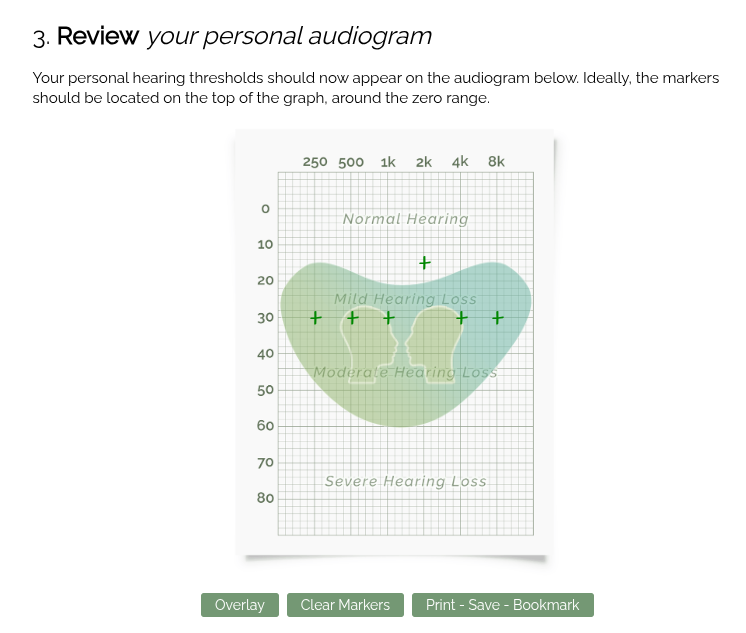 3. Review your personal audiogram
Your personal hearing thresholds should now appear on the audiogram below. Ideally, the markers
should be located on the top of the graph, around the zero range.
250 500 1k 2k 4k 8k
0
Normal Hearing
10
20
Mild Hearing Loss
30
40
Moderate Hearing Loss
50
60
70
Severe Hearing Loss
80
Overlay Clear Markers Print - Save - Bookmark